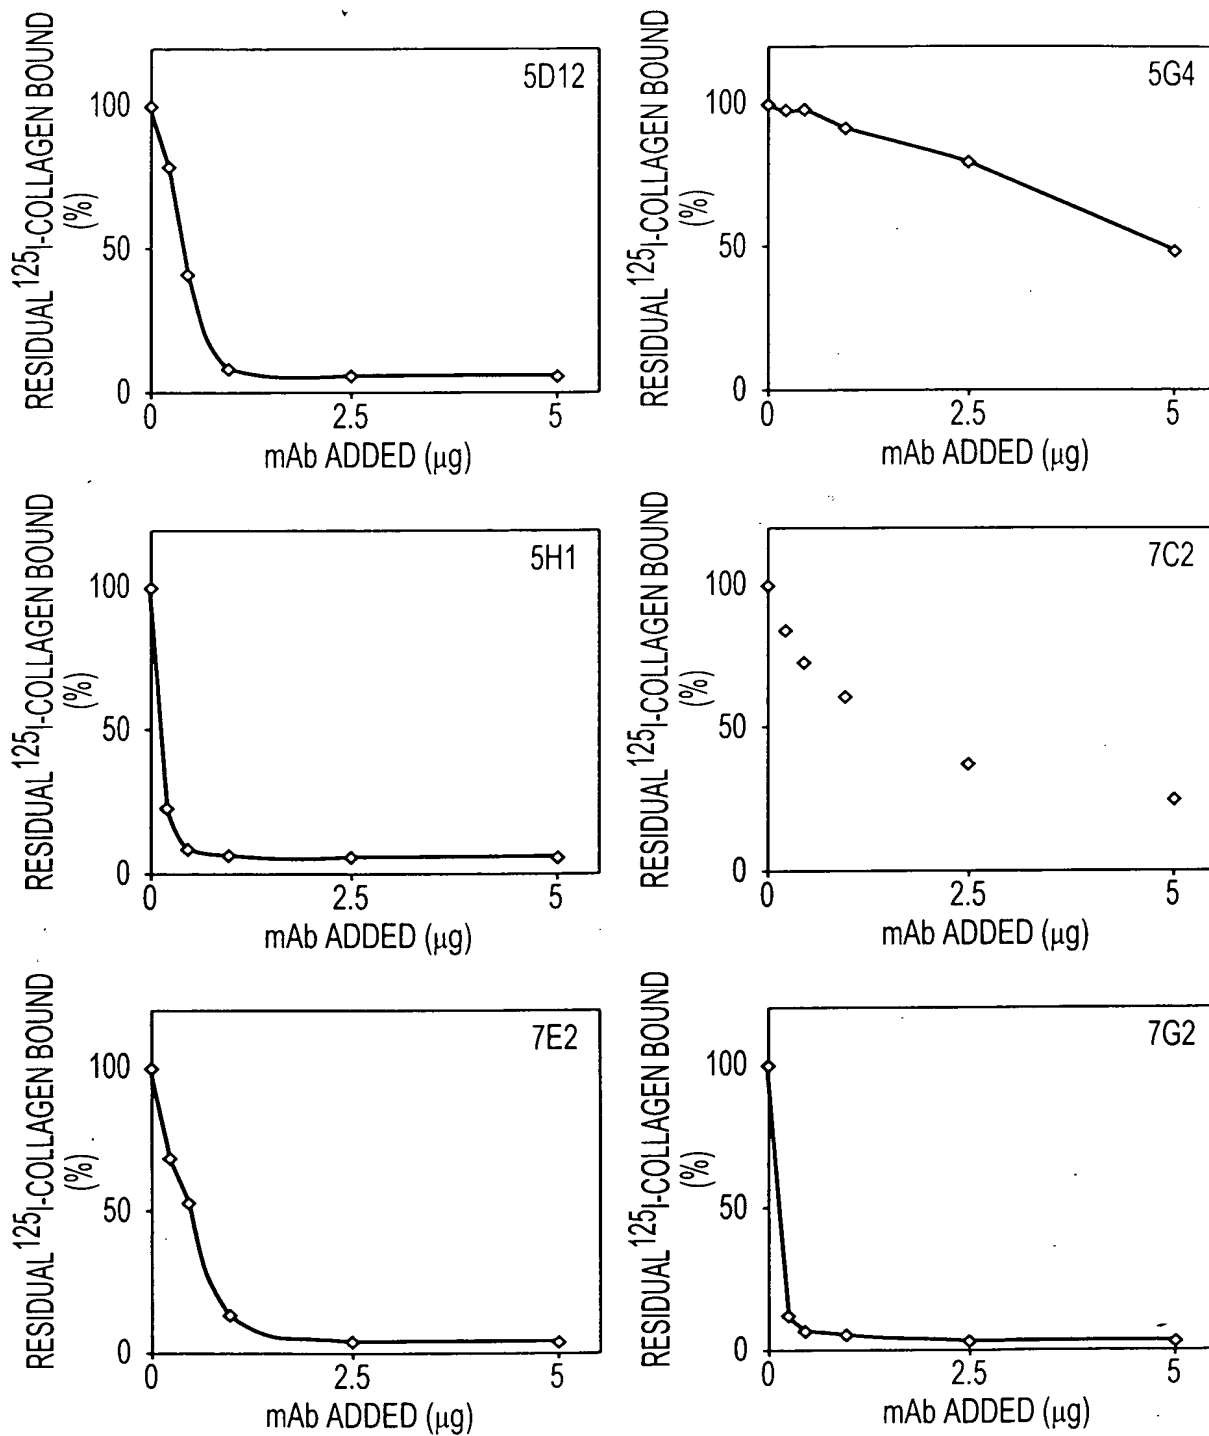 5D12
RESIDUAL 125I-COLLAGEN BOUND
(%)
100
50
0
0 2.5 5
mAb ADDED (µg)
5G4
RESIDUAL 125I-COLLAGEN BOUND
(%)
100
50
0
0 2.5 5
mAb ADDED (µg)
5H1
RESIDUAL 125I-COLLAGEN BOUND
(%)
100
50
0
0 2.5 5
mAb ADDED (µg)
7C2
RESIDUAL 125I-COLLAGEN BOUND
(%)
100
50
0
0 2.5 5
mAb ADDED (µg)
7E2
RESIDUAL 125I-COLLAGEN BOUND
(%)
100
50
0
0 2.5 5
mAb ADDED (µg)
7G2
RESIDUAL 125I-COLLAGEN BOUND
(%)
100
50
0
0 2.5 5
mAb ADDED (µg)